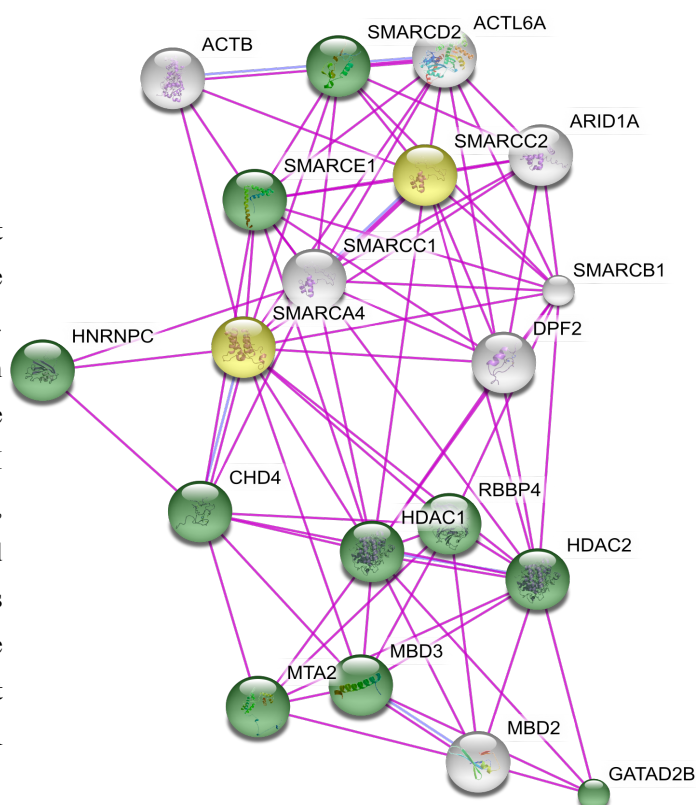 ACTL6A
SMARCD2
ACTB
ARID1A
SMARCC2
SMARCE1
SMARCC1
SMARCB1
SMARCA4
DPF2
HNRNPC
CHD4
RBBP4
HDAC1
HDAC2
MBD3
MTA2
MBD2
GATAD2B